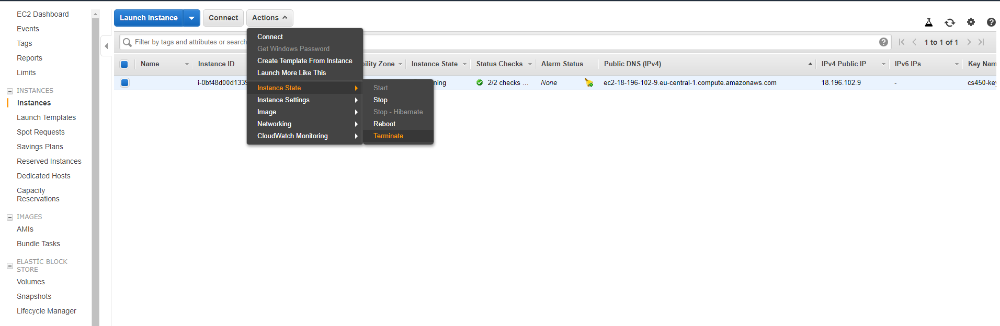 EC2 Dashboard
Events
Tags
Reports
Limits
INSTANCES
Instances
Launch Templates
Spot Requests
Savings Plans
Reserved Instances
Dedicated Hosts
Capacity
Reservations
IMAGES
AMIs
Bundle Tasks
ELASTİC BLOCK
STORE
Volumes
Snapshots
Lifecycle Manager
Launch Instance
Connect
Actions
Filter by tags and attributes or search
1 to 1 of 1
Name Instance ID bility Zone Instance State Status Checks Alarm Status Public DNS (IPv4) IPv4 Public IP IPv6 IPs Key Nam
i-0bf48d00d1339 ning 2/2 checks ... None ec2-18-196-102-9.eu-central-1.compute.amazonaws.com 18.196.102.9 - cs450-key
Connect
Get Windows Password
Create Template From Instance
Launch More Like This
Instance State
Instance Settings
Image
Networking
CloudWatch Monitoring
Start
Stop
Stop - Hibernate
Reboot
Terminate